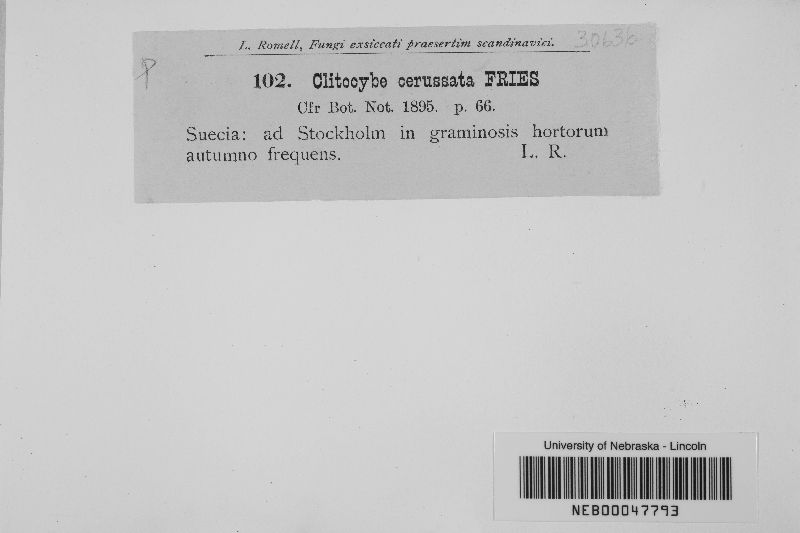 L. Romell, Fungi exsiccati praesertim scandinavici.
30636
P
102. Clitocybe cerussata FRIES
Cfr Bot. Not. 1895. p. 66.
Suecia: ad Stockholm in graminosis hortorum
autumno frequens. L. R.
University of Nebraska - Lincoln
NEB00047793